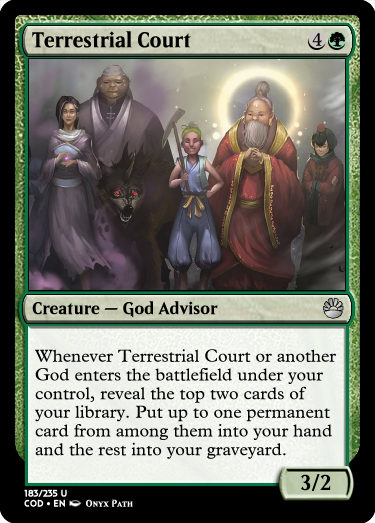 Terrestrial Court 4
Creature — God Advisor
Whenever Terrestrial Court or another
God enters the battlefield under your
control, reveal the top two cards of
your library. Put up to one permanent
card from among them into your hand
and the rest into your graveyard.
3/2
183/235 U
COD • EN Onyx Path